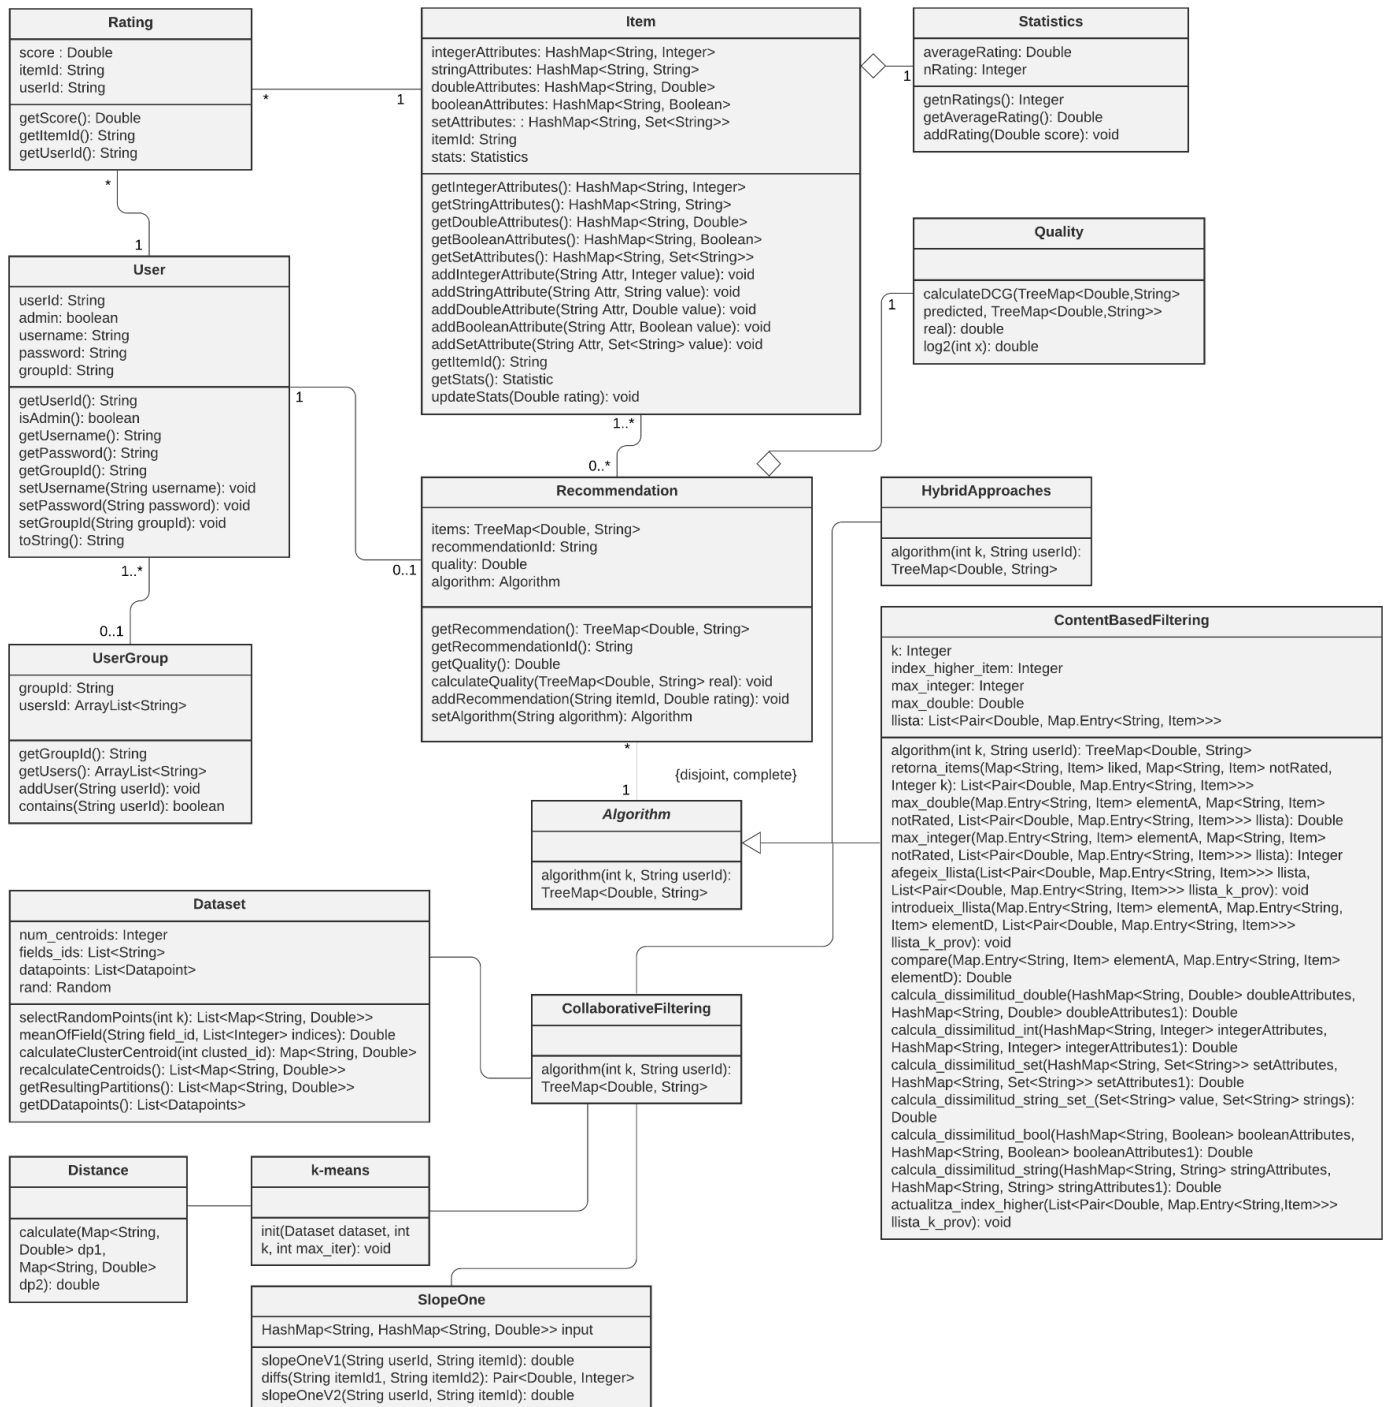 Rating
score : Double
itemId: String
userId: String
getScore(): Double
getItemId(): String
getUserId(): String
*
1
*
1
Item
integerAttributes: HashMap<String, Integer>
stringAttributes: HashMap<String, String>
doubleAttributes: HashMap<String, Double>
booleanAttributes: HashMap<String, Boolean>
setAttributes: : HashMap<String, Set<String>>
itemId: String
stats: Statistics
getIntegerAttributes(): HashMap<String, Integer>
getStringAttributes(): HashMap<String, String>
getDoubleAttributes(): HashMap<String, Double>
getBooleanAttributes(): HashMap<String, Boolean>
getSetAttributes(): HashMap<String, Set<String>>
addIntegerAttribute(String Attr, Integer value): void
addStringAttribute(String Attr, String value): void
addDoubleAttribute(String Attr, Double value): void
addBooleanAttribute(String Attr, Boolean value): void
addSetAttribute(String Attr, Set<String> value): void
getItemId(): String
getStats(): Statistic
updateStats(Double rating): void
1
Statistics
averageRating: Double
nRating: Integer
getnRatings(): Integer
getAverageRating(): Double
addRating(Double score): void
Quality
calculateDCG(TreeMap<Double,String>
predicted, TreeMap<Double,String>>
real): double
log2(int x): double
1
User
userId: String
admin: boolean
username: String
password: String
groupId: String
getUserId(): String
isAdmin(): boolean
getUsername(): String
getPassword(): String
getGroupId(): String
setUsername(String username): void
setPassword(String password): void
setGroupId(String groupId): void
toString(): String
1
0..1
1..*
0..*
1..*
0..1
Recommendation
items: TreeMap<Double, String>
recommendationId: String
quality: Double
algorithm: Algorithm
getRecommendation(): TreeMap<Double, String>
getRecommendationId(): String
getQuality(): Double
calculateQuality(TreeMap<Double, String> real): void
addRecommendation(String itemId, Double rating): void
setAlgorithm(String algorithm): Algorithm
HybridApproaches
algorithm(int k, String userId):
TreeMap<Double, String>
UserGroup
groupId: String
usersId: ArrayList<String>
getGroupId(): String
getUsers(): ArrayList<String>
addUser(String userId): void
contains(String userId): boolean
*
{disjoint, complete}
1
Algorithm
algorithm(int k, String userId):
TreeMap<Double, String>
ContentBasedFiltering
k: Integer
index_higher_item: Integer
max_integer: Integer
max_double: Double
llista: List<Pair<Double, Map.Entry<String, Item>>>
algorithm(int k, String userId): TreeMap<Double, String>
retorna_items(Map<String, Item> liked, Map<String, Item> notRated,
Integer k): List<Pair<Double, Map.Entry<String, Item>>>
max_double(Map.Entry<String, Item> elementA, Map<String, Item>
notRated, List<Pair<Double, Map.Entry<String, Item>>> llista): Double
max_integer(Map.Entry<String, Item> elementA, Map<String, Item>
notRated, List<Pair<Double, Map.Entry<String, Item>>> llista): Integer
afegeix_llista(List<Pair<Double, Map.Entry<String, Item>>> llista,
List<Pair<Double, Map.Entry<String, Item>>> llista_k_prov): void
introdueix_llista(Map.Entry<String, Item> elementA, Map.Entry<String,
Item> elementD, List<Pair<Double, Map.Entry<String, Item>>>
llista_k_prov): void
compare(Map.Entry<String, Item> elementA, Map.Entry<String, Item>
elementD): Double
calcula_dissimilitud_double(HashMap<String, Double> doubleAttributes,
HashMap<String, Double> doubleAttributes1): Double
calcula_dissimilitud_int(HashMap<String, Integer> integerAttributes,
HashMap<String, Integer> integerAttributes1): Double
calcula_dissimilitud_set(HashMap<String, Set<String>> setAttributes,
HashMap<String, Set<String>> setAttributes1): Double
calcula_dissimilitud_string_set_(Set<String> value, Set<String> strings):
Double
calcula_dissimilitud_bool(HashMap<String, Boolean> booleanAttributes,
HashMap<String, Boolean> booleanAttributes1): Double
calcula_dissimilitud_string(HashMap<String, String> stringAttributes,
HashMap<String, String> stringAttributes1): Double
actualitza_index_higher(List<Pair<Double, Map.Entry<String,Item>>>
llista_k_prov): void
Dataset
num_centroids: Integer
fields_ids: List<String>
datapoints: List<Datapoint>
rand: Random
selectRandomPoints(int k): List<Map<String, Double>>
meanOfField(String field_id, List<Integer> indices): Double
calculateClusterCentroid(int clusted_id): Map<String, Double>
recalculateCentroids(): List<Map<String, Double>>
getResultingPartitions(): List<Map<String, Double>>
getDDatapoints(): List<Datapoints>
CollaborativeFiltering
algorithm(int k, String userId):
TreeMap<Double, String>
Distance
calculate(Map<String,
Double> dp1,
Map<String, Double>
dp2): double
k-means
init(Dataset dataset, int
k, int max_iter): void
SlopeOne
HashMap<String, HashMap<String, Double>> input
slopeOneV1(String userId, String itemId): double
diffs(String itemId1, String itemId2): Pair<Double, Integer>
slopeOneV2(String userId, String itemId): double